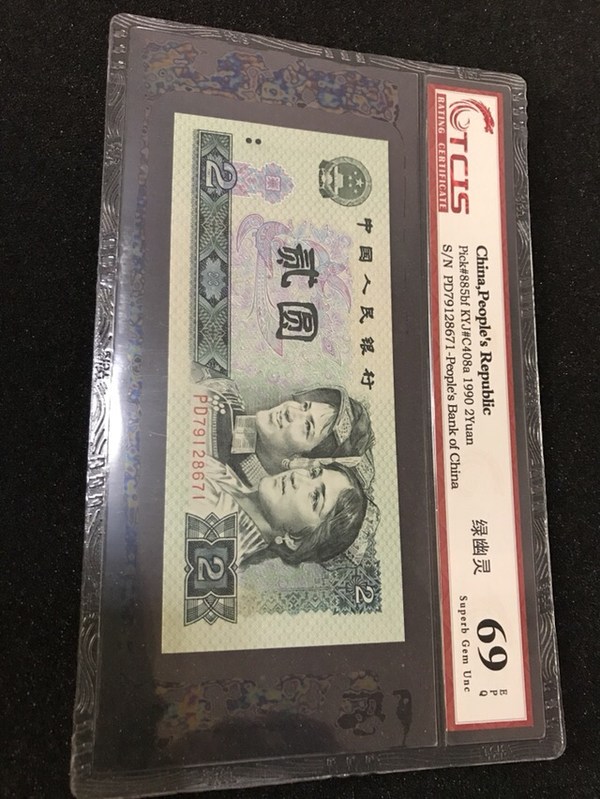 TCIS
RATING CERTIFICATE
China,People's Republic
Pick#885bf KYJ#C408a 1990 2Yuan
S/N PD79128671-People's Bank of China
绿幽灵
69
EPQ
Superb Gem Unc
中国人民银行
贰圆
2
PD79128671
2
2